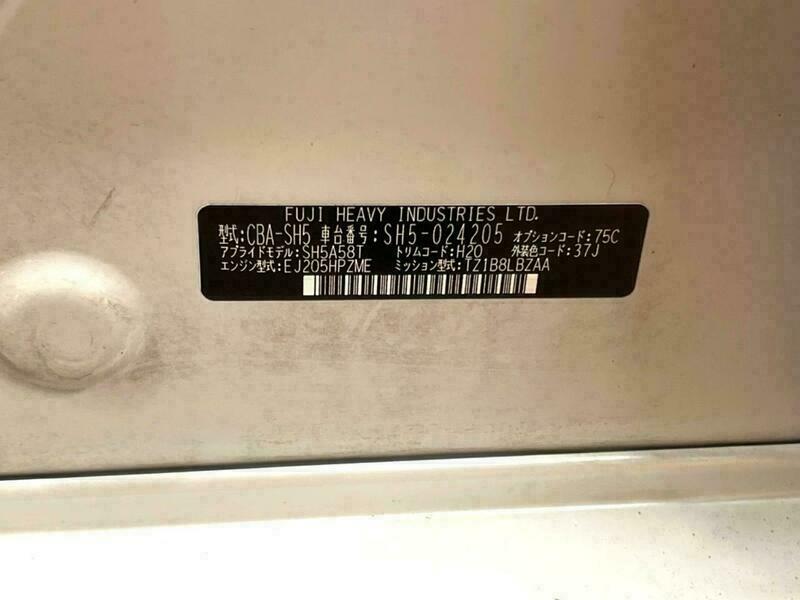 FUJI HEAVY INDUSTRIES LTD.
型式:CBA-SH5 車台番号:SH5-024205 オプションコード:75C
アプライドモデル:SH5A58T トリムコード:H20 外装色コード:37J
エンジン型式:EJ205HPZME ミッション型式:TZ1B8LBZAA